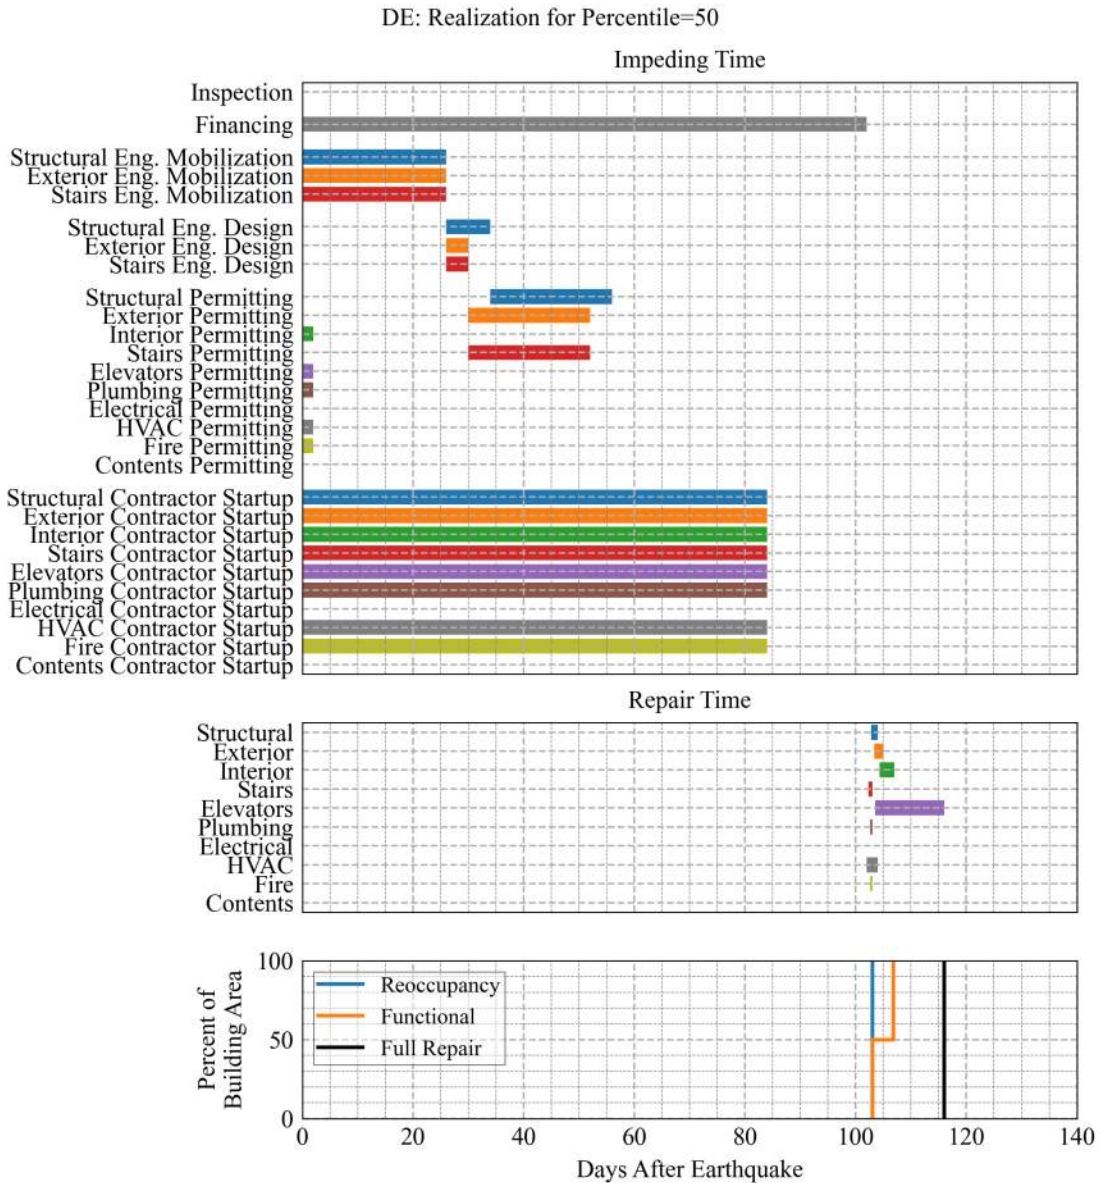 DE: Realization for Percentile=50
Impeding Time
Inspection
Financing
Structural Eng. Mobilization
Exterior Eng. Mobilization
Stairs Eng. Mobilization
Structural Eng. Design
Exterior Eng. Design
Stairs Eng. Design
Structural Permitting
Exterior Permitting
Interior Permitting
Stairs Permitting
Elevators Permitting
Plumbing Permitting
Electrical Permitting
HVAC Permitting
Fire Permitting
Contents Permitting
Structural Contractor Startup
Exterior Contractor Startup
Interior Contractor Startup
Stairs Contractor Startup
Elevators Contractor Startup
Plumbing Contractor Startup
Electrical Contractor Startup
HVAC Contractor Startup
Fire Contractor Startup
Contents Contractor Startup
Repair Time
Structural
Exterior
Interior
Stairs
Elevators
Plumbing
Electrical
HVAC
Fire
Contents
Percent of
Building Area
100
50
0
Reoccupancy
Functional
Full Repair
0 20 40 60 80 100 120 140
Days After Earthquake